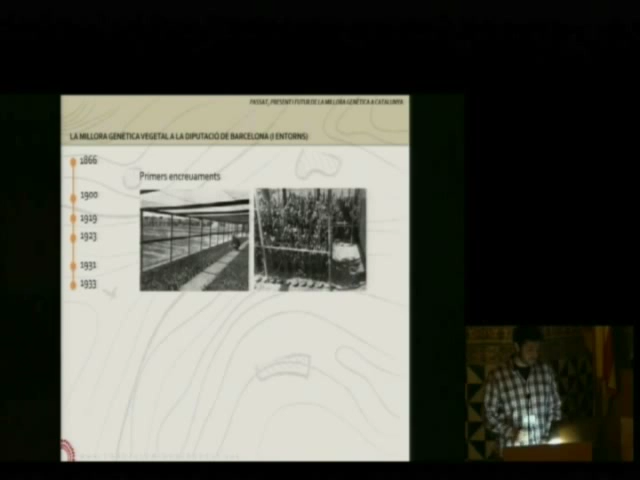 PASSAT, PRESENT I FUTUR DE LA MILLORA GENÈTICA A CATALUNYA
LA MILLORA GENÈTICA VEGETAL A LA DIPUTACIÓ DE BARCELONA (I ENTORNS)
1866
Primers encreuaments
1900
1919
1923
1931
1933